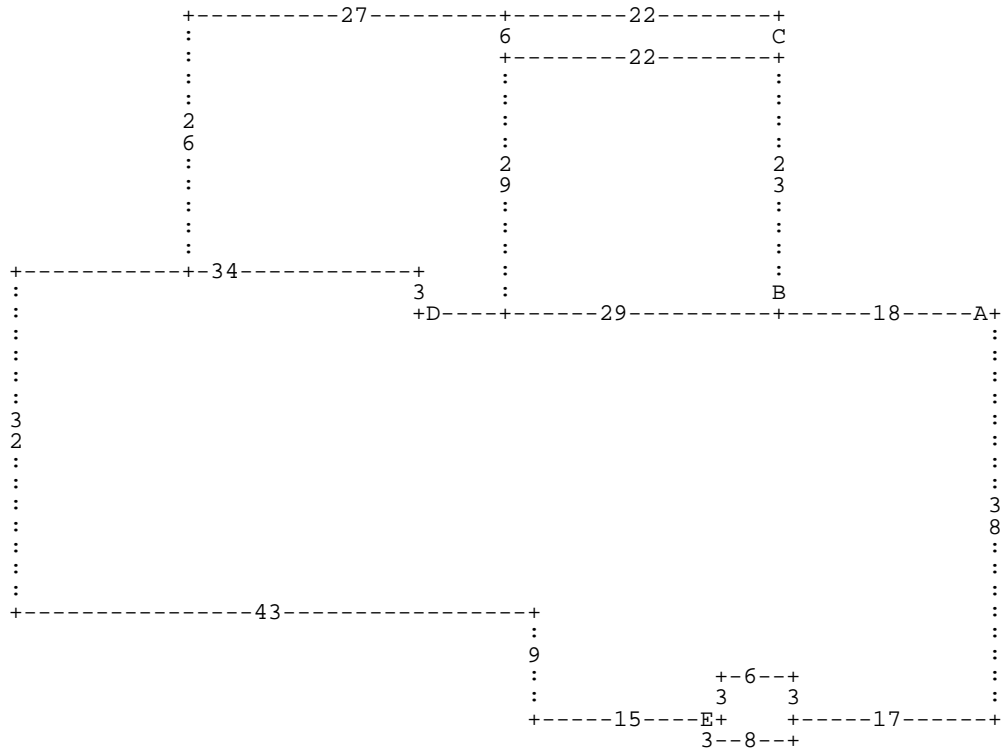 +----------27---------+--------22--------+
: 6 C
: +--------22--------+
: : :
: : :
2 : :
6 : :
: 2 2
: 9 3
: : :
: : :
: : :
+-----------+-34------------+ : :
: 3 : B
: +D----+------29----------+------18-----A+
: :
: :
: :
: :
3 :
2 :
: :
: :
: 3
: 8
: :
: :
: :
+---------------43-----------------+ :
: :
9 :
: +-6--+ :
: 3 3 :
+-----15----E+ +-----17------+
3--8--+